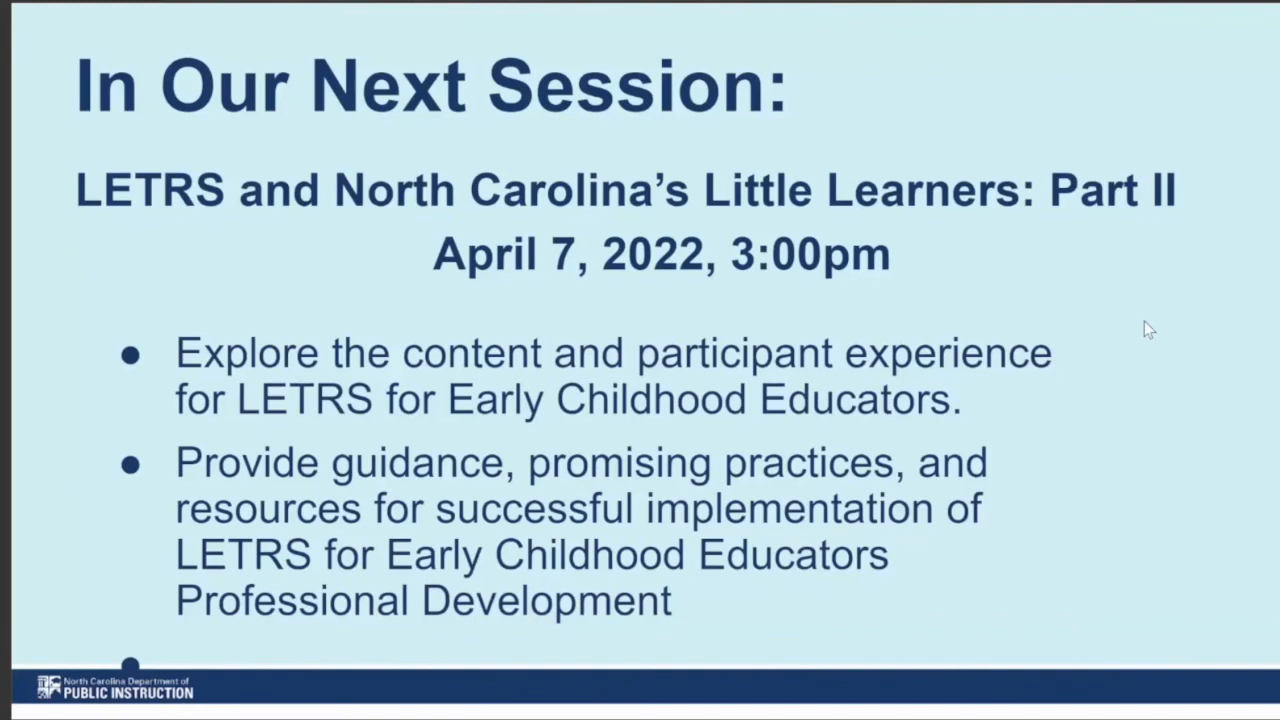 In Our Next Session:
LETRS and North Carolina’s Little Learners: Part II
April 7, 2022, 3:00pm
● Explore the content and participant experience
for LETRS for Early Childhood Educators.
● Provide guidance, promising practices, and
resources for successful implementation of
LETRS for Early Childhood Educators
Professional Development
●
North Carolina Department of
PUBLIC INSTRUCTION